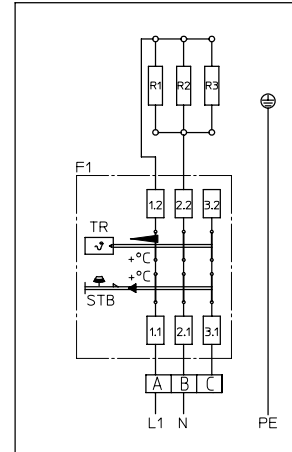 R1 R2 R3
F1
1.2 2.2 3.2
TR
ϑ
+°C
+°C
STB
1.1 2.1 3.1
A B C
L1 N PE